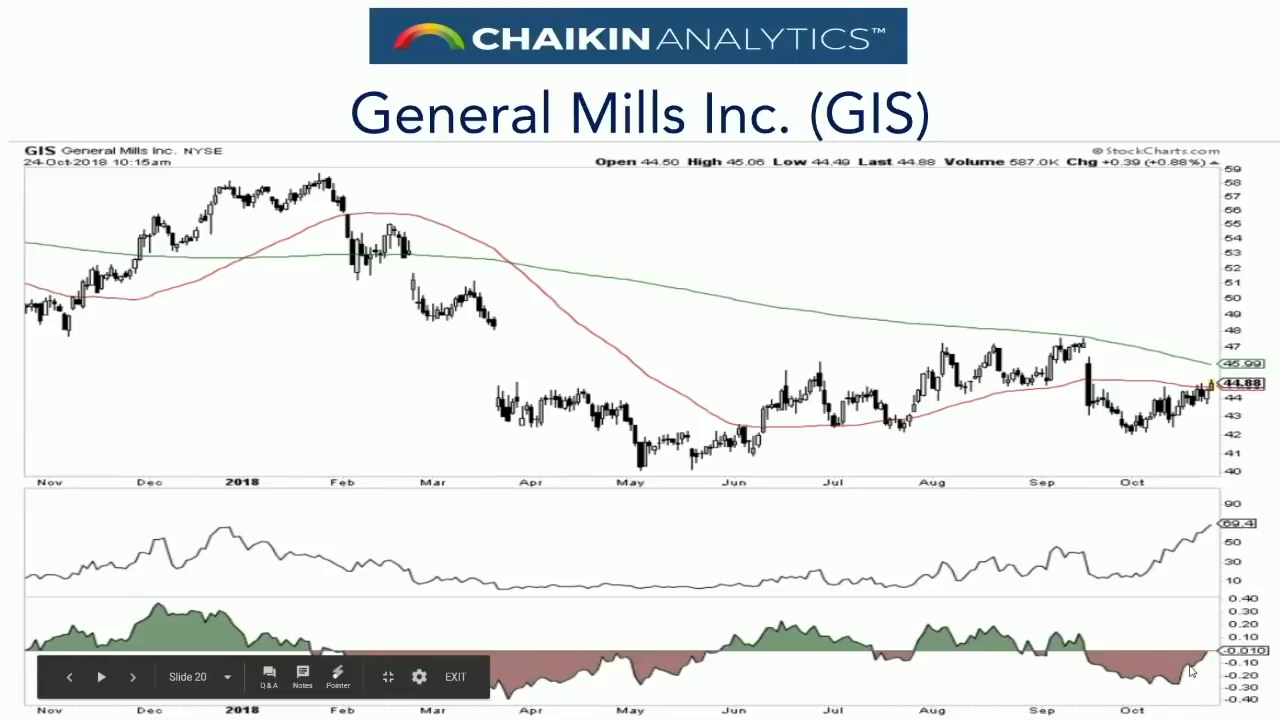 CHAIKIN ANALYTICS™
General Mills Inc. (GIS)
GIS General Mills Inc. NYSE
© StockCharts.com
24-Oct-2018 10:15am
Open 44.50 High 45.06 Low 44.49 Last 44.88 Volume 587.0K Chg +0.39 (+0.88%)
59
58
57
56
55
54
53
52
51
50
49
48
47
45.99
44.88
44
43
42
41
40
Nov Dec 2018 Feb Mar Apr May Jun Jul Aug Sep Oct
90
69.4
50
30
10
0.40
0.30
0.20
0.10
-0.010
-0.10
-0.20
-0.30
-0.40
Slide 20
Q & A
Notes
Pointer
EXIT
Nov Dec 2018 Feb Mar Apr May Jun Jul Aug Sep Oct